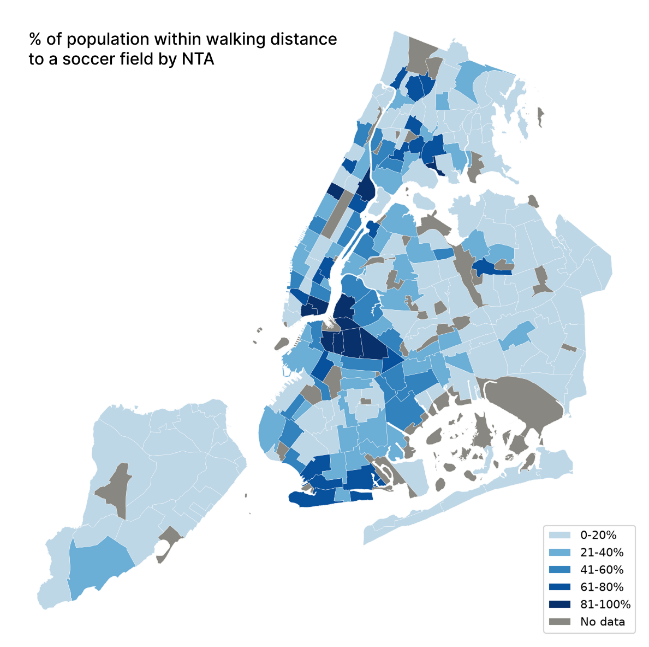 % of population within walking distance
to a soccer field by NTA
0-20%
21-40%
41-60%
61-80%
81-100%
No data